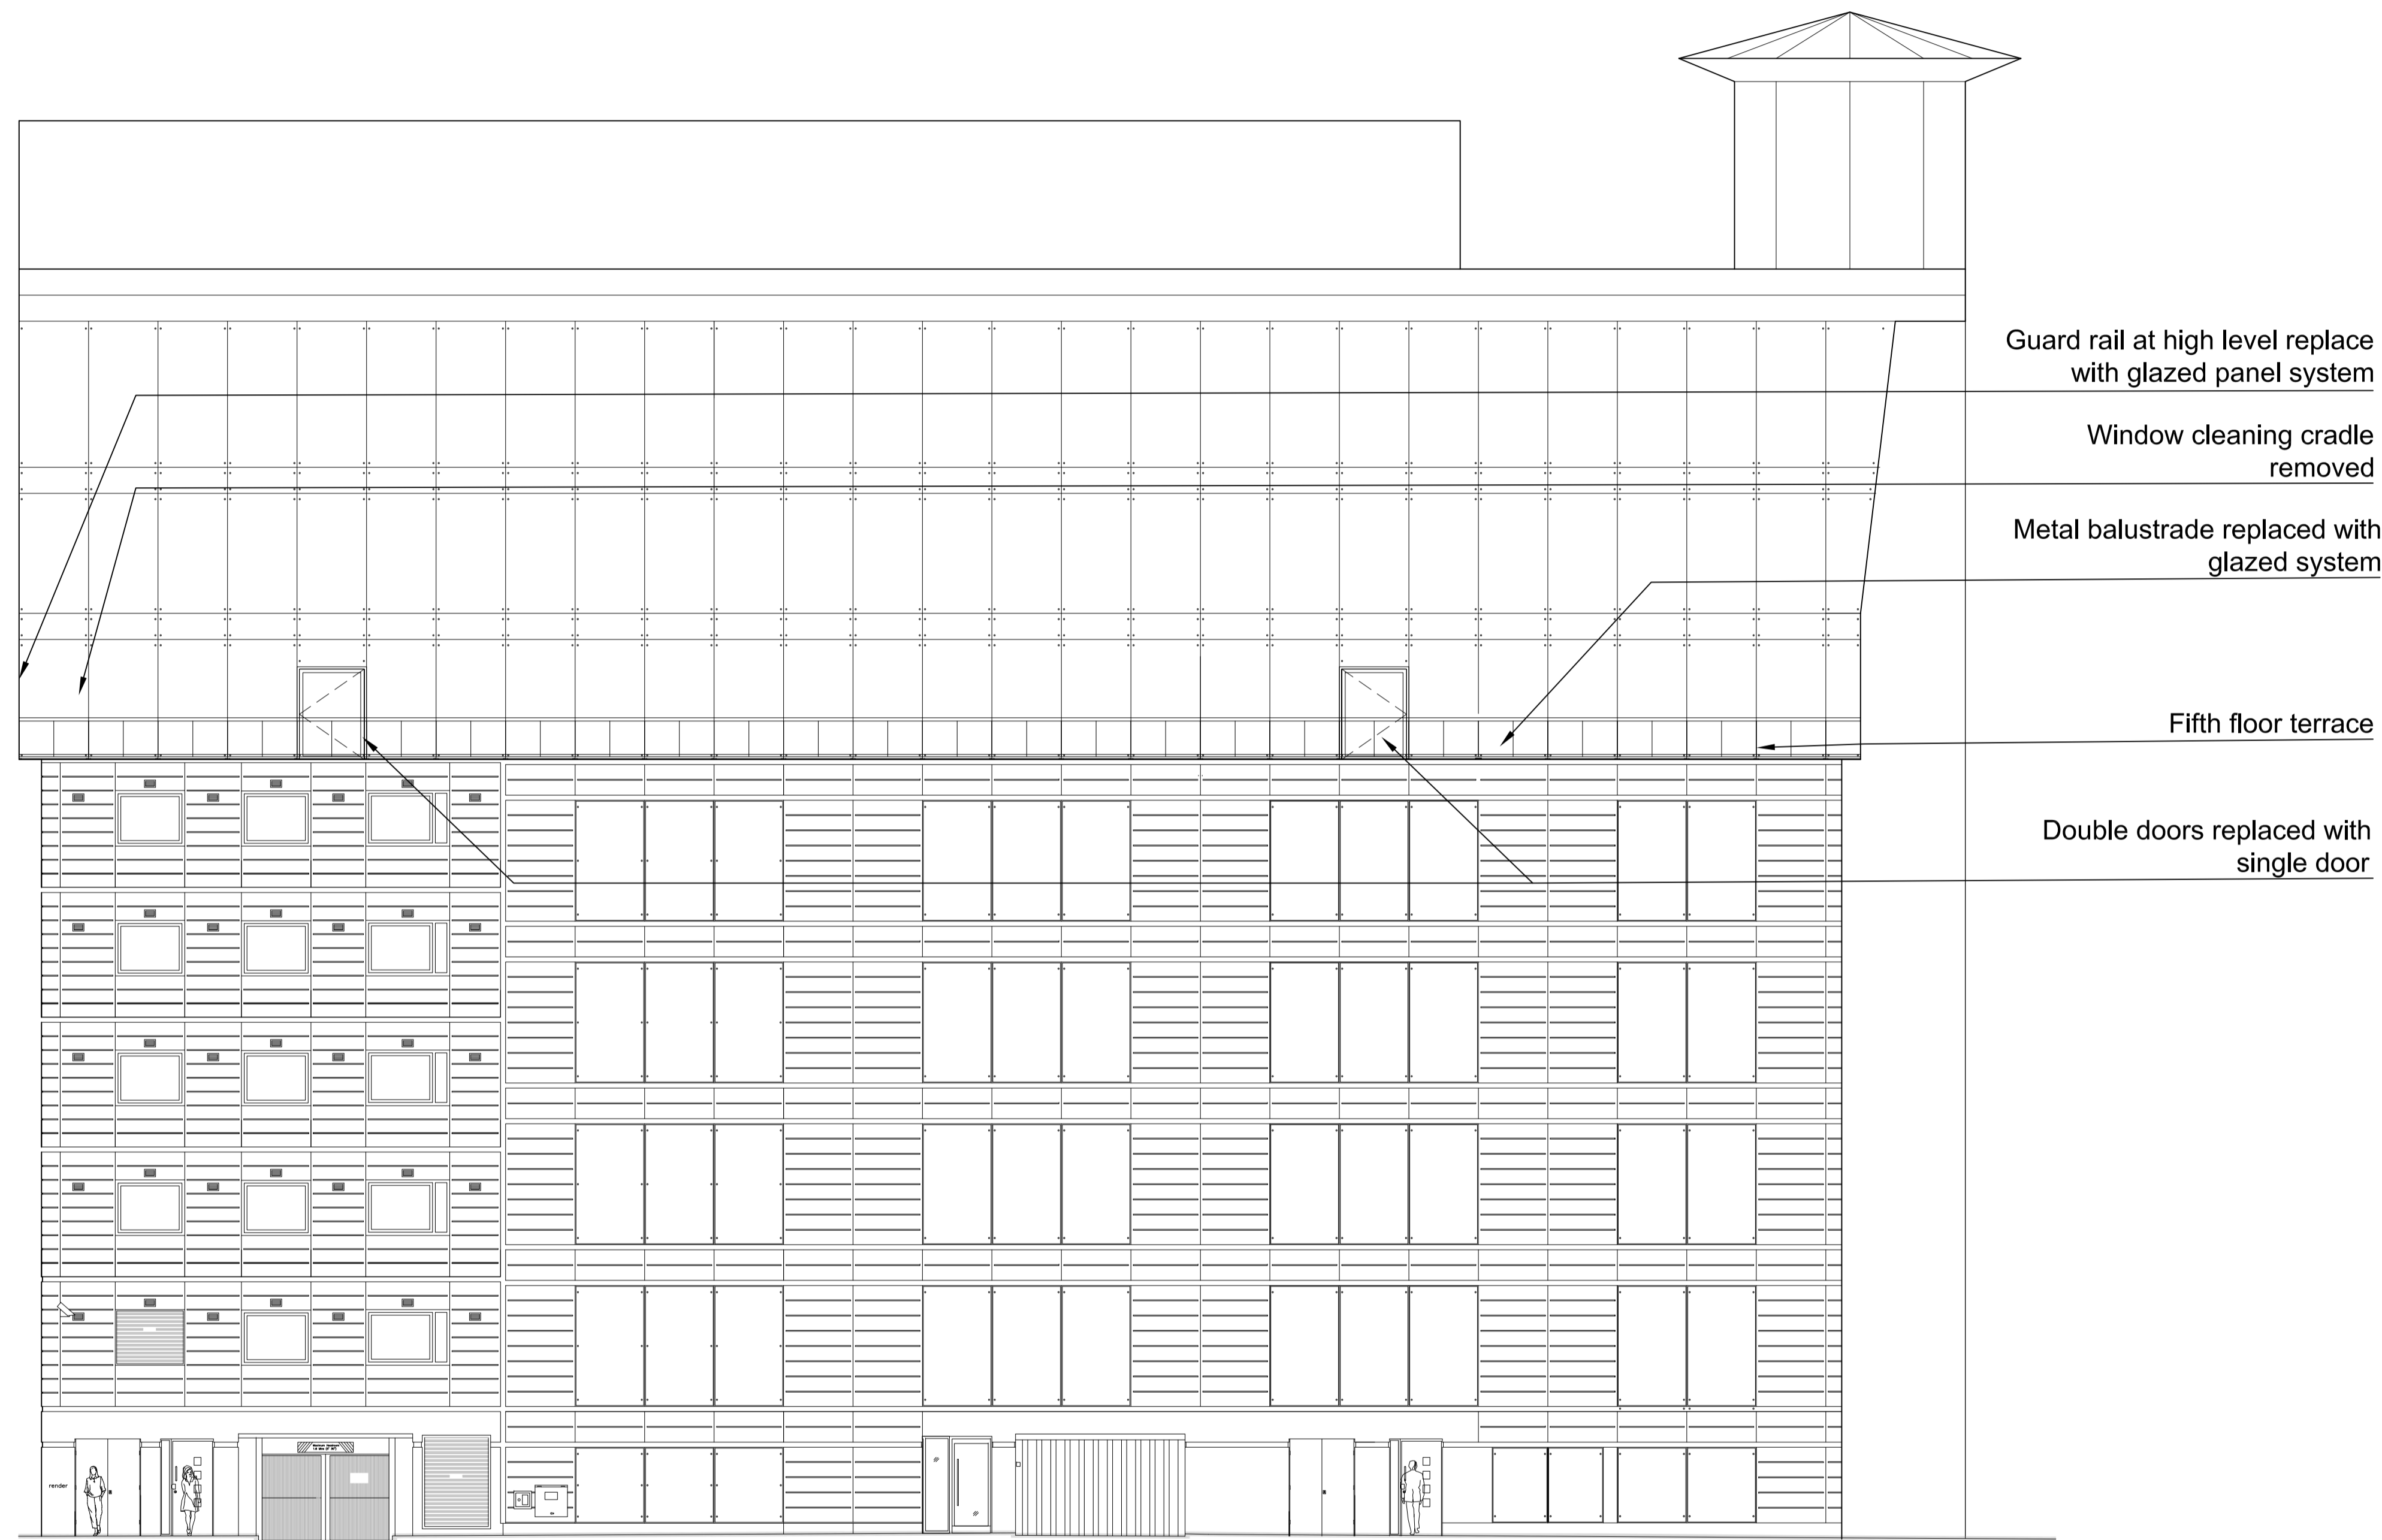 Guard rail at high level replace
with glazed panel system
Window cleaning cradle
removed
Metal balustrade replaced with
glazed system
Fifth floor terrace
Double doors replaced with
single door
render